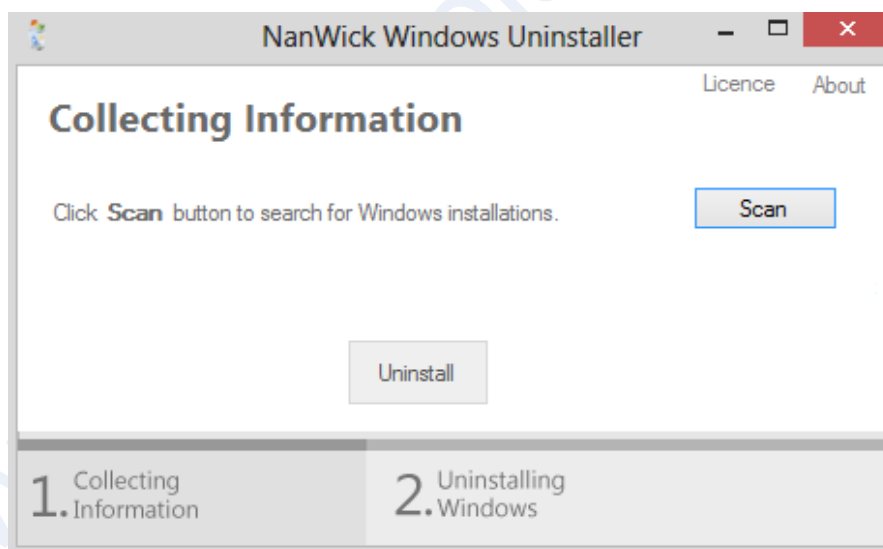 NanWick Windows Uninstaller
Licence About
Collecting Information
Click Scan button to search for Windows installations.
Scan
Uninstall
1. Collecting
Information
2. Uninstalling
Windows